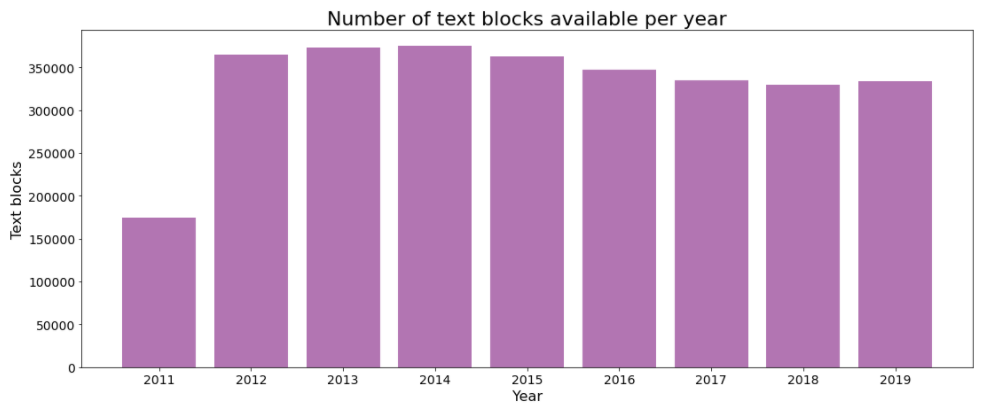 Number of text blocks available per year
Text blocks
350000
300000
250000
200000
150000
100000
50000
0
2011 2012 2013 2014 2015 2016 2017 2018 2019
Year